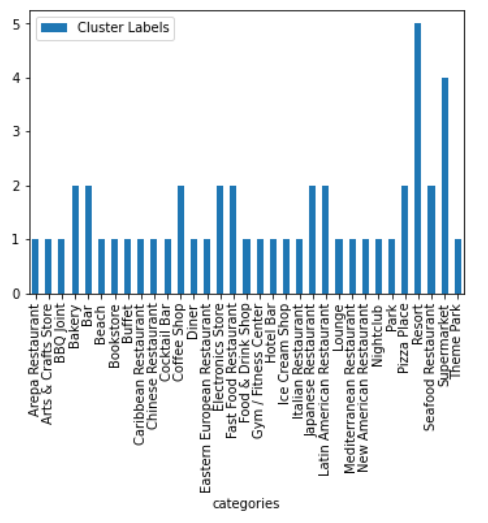 Cluster Labels
5
4
3
2
1
0
Arepa Restaurant
Arts & Crafts Store
BBQ Joint
Bakery
Bar
Beach
Bookstore
Buffet
Caribbean Restaurant
Chinese Restaurant
Cocktail Bar
Coffee Shop
Diner
Eastern European Restaurant
Electronics Store
Fast Food Restaurant
Food & Drink Shop
Gym / Fitness Center
Hotel Bar
Ice Cream Shop
Italian Restaurant
Japanese Restaurant
Latin American Restaurant
Lounge
Mediterranean Restaurant
New American Restaurant
Nightclub
Park
Pizza Place
Resort
Seafood Restaurant
Supermarket
Theme Park
categories